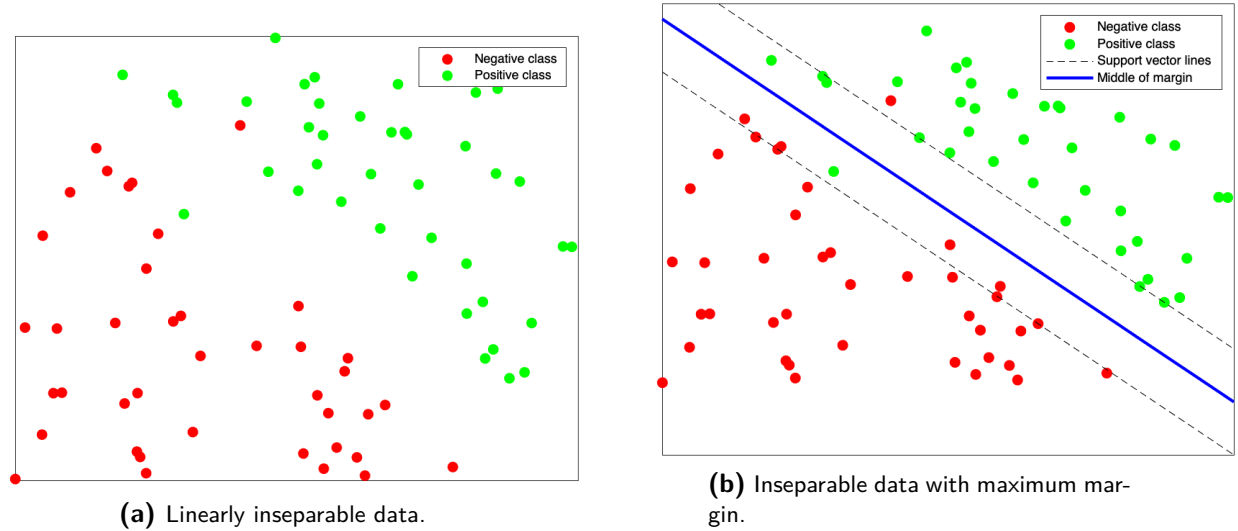 Negative class
Positive class
(a) Linearly inseparable data.
Negative class
Positive class
Support vector lines
Middle of margin
(b) Inseparable data with maximum mar-
gin.